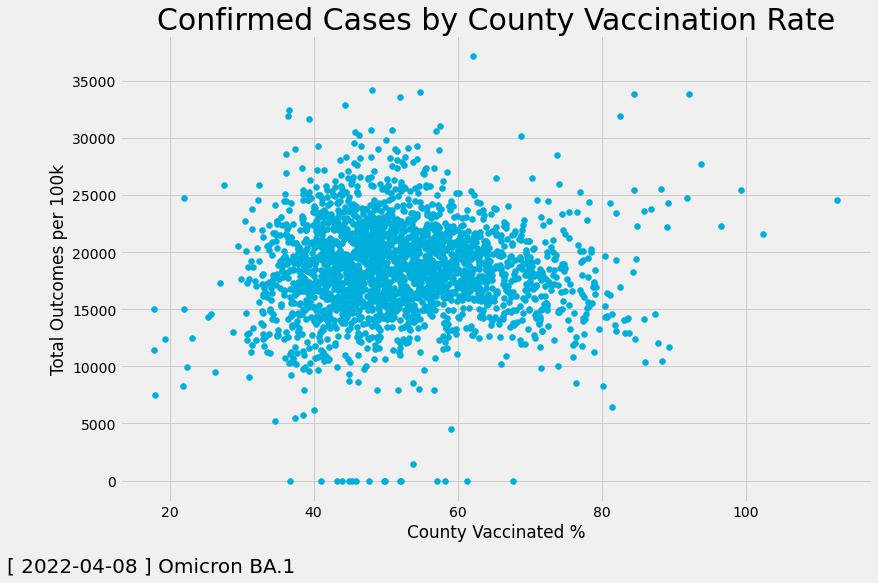 Confirmed Cases by County Vaccination Rate
Total Outcomes per 100k
35000
30000
25000
20000
15000
10000
5000
0
20 40 60 80 100
County Vaccinated %
[ 2022-04-08 ] Omicron BA.1